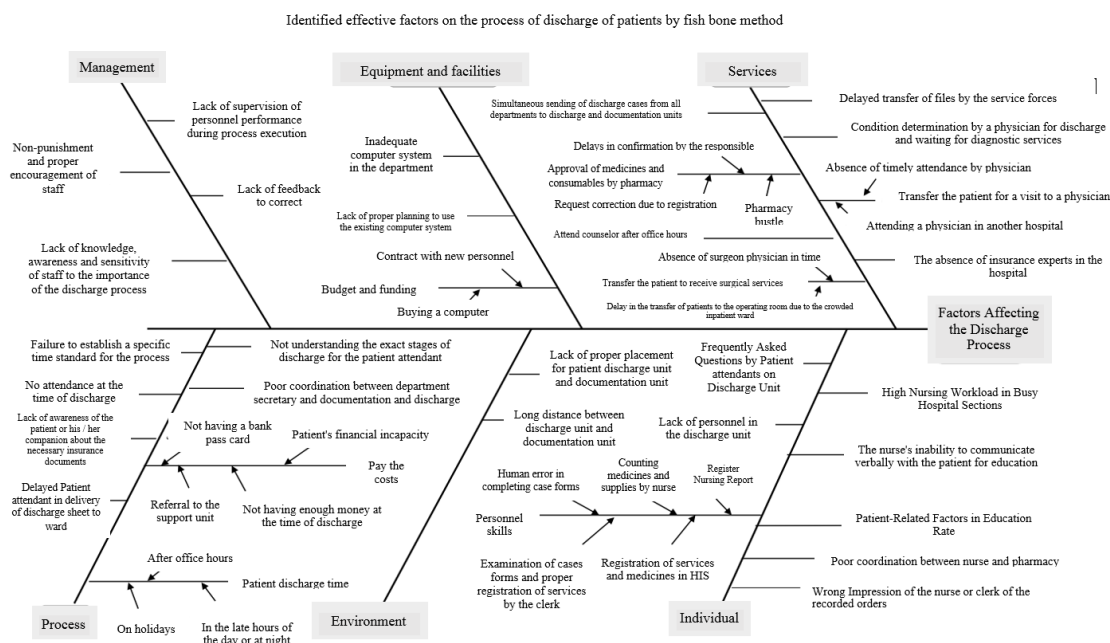 Identified effective factors on the process of discharge of patients by fish bone method
Management
Equipment and facilities
Services
Lack of supervision of
personnel performance
during process execution
Non-punishment
and proper
encouragement of
staff
Lack of feedback
to correct
Lack of knowledge,
awareness and sensitivity
of staff to the importance
of the discharge process
Inadequate
computer system
in the department
Lack of proper planning to use
the existing computer system
Contract with new personnel
Budget and funding
Buying a computer
Simultaneous sending of discharge cases from all
departments to discharge and documentation units
Delays in confirmation by the responsible
Approval of medicines and
consumables by pharmacy
Request correction due to registration
Pharmacy
bustle
Attend counselor after office hours
Absence of surgeon physician in time
Transfer the patient to receive surgical services
Delay in the transfer of patients to the operating room due to the crowded
inpatient ward
Delayed transfer of files by the service forces
Condition determination by a physician for discharge
and waiting for diagnostic services
Absence of timely attendance by physician
Transfer the patient for a visit to a physician
Attending a physician in another hospital
The absence of insurance experts in the
hospital
Factors Affecting
the Discharge
Process
Failure to establish a specific
time standard for the process
Not understanding the exact stages of
discharge for the patient attendant
No attendance at the
time of discharge
Poor coordination between department
secretary and documentation and discharge
Lack of awareness of the
patient or his / her
companion about the
necessary insurance
documents
Not having a bank
pass card
Patient's financial incapacity
Pay the
costs
Delayed Patient
attendant in delivery
of discharge sheet to
ward
Referral to the
support unit
Not having enough money at
the time of discharge
After office hours
Patient discharge time
On holidays
In the late hours of
the day or at night
Process
Lack of proper placement
for patient discharge unit
and documentation unit
Long distance between
discharge unit and
documentation unit
Environment
Frequently Asked
Questions by Patient
attendants on
Discharge Unit
Lack of personnel in
the discharge unit
Human error in
completing case forms
Counting
medicines and
supplies by nurse
Register
Nursing Report
Personnel
skills
Examination of cases
forms and proper
registration of services
by the clerk
Registration of services
and medicines in HIS
High Nursing Workload in Busy
Hospital Sections
The nurse's inability to communicate
verbally with the patient for education
Patient-Related Factors in Education
Rate
Poor coordination between nurse and pharmacy
Wrong Impression of the nurse or clerk of the
recorded orders
Individual